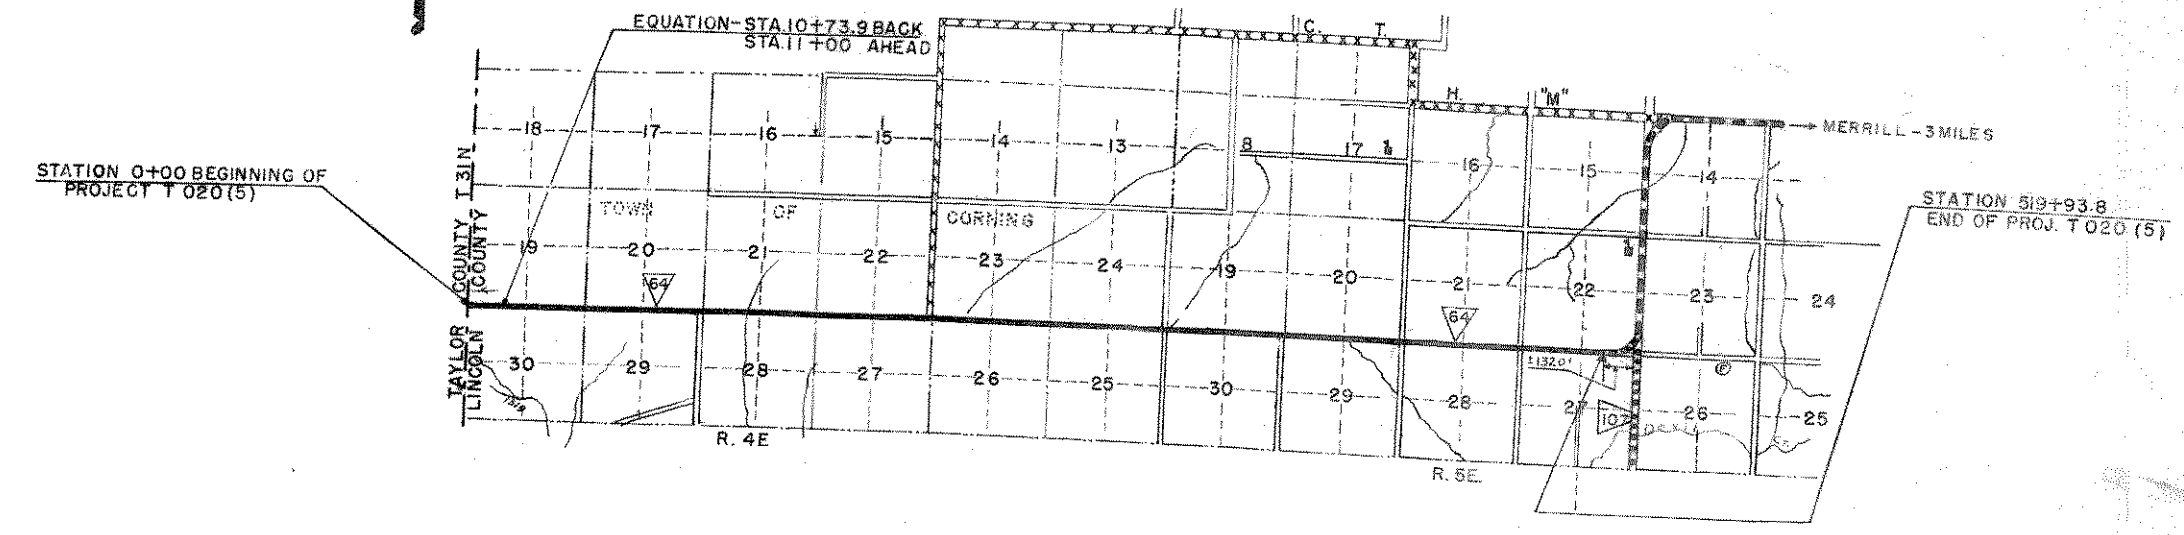 EQUATION-STA.10+73.9 BACK
STA.11+00 AHEAD
C. T.
H. "M"
MERRILL-3 MILES
18 17 16 15 14 13 8 17 16 15 14
STATION 0+00 BEGINNING OF
PROJECT T 020(5)
STATION 519+93.8
END OF PROJ. T 020 (5)
T 31 N
TOWN OF CORNING
19 20 21 22 23 24 19 20 21 22 23 24
COUNTY
COUNTY
64
64
TAYLOR
LINCOLN
30 29 28 27 26 25 30 29 28 27 26 25
1320'
107
1519
R. 4E
R. 5E.